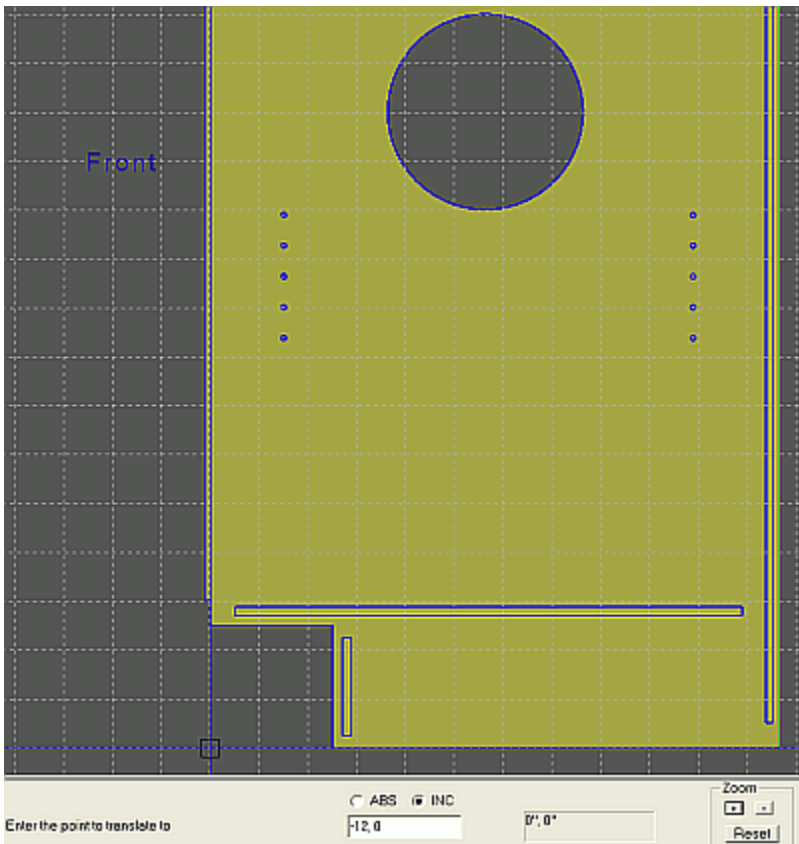 Front
ABS INC
Zoom
Enter the point to translate to
-12, 0
0", 0"
+ -
Reset